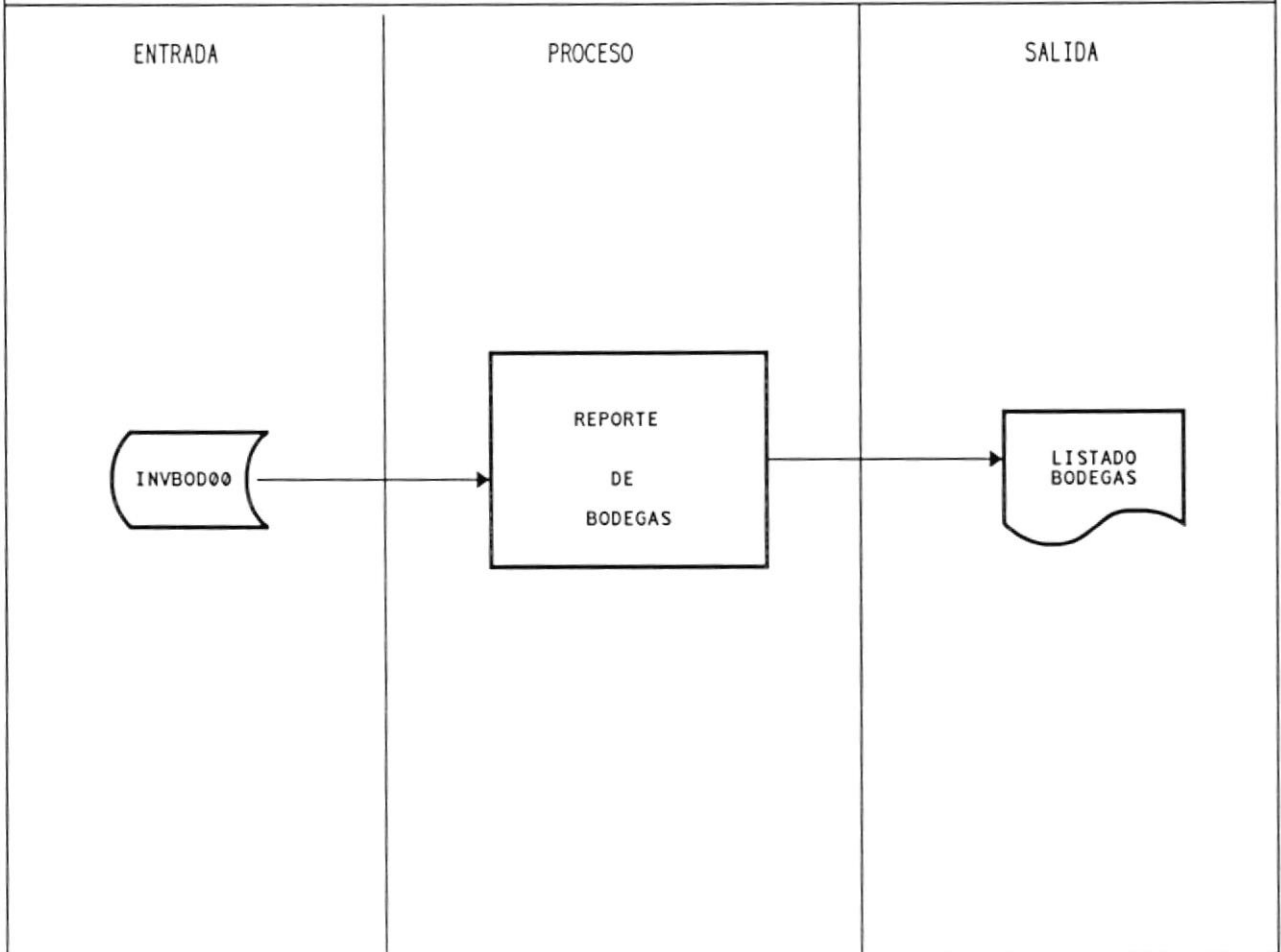 ENTRADA
PROCESO
SALIDA
INVBOD00
REPORTE
DE
BODEGAS
LISTADO
BODEGAS